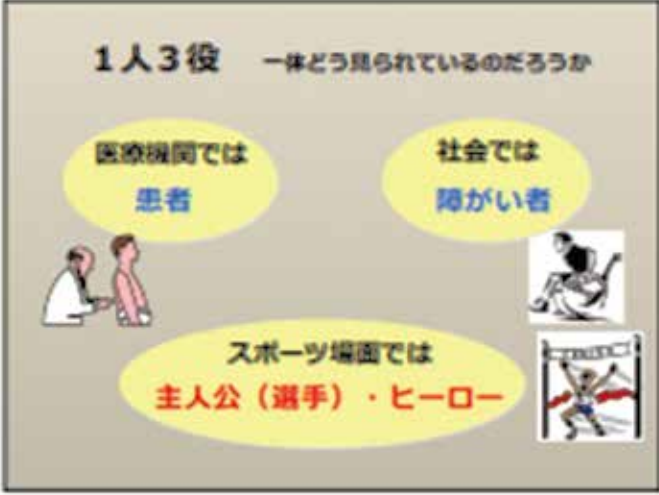 1人3役 一体どう見られているのだろうか
医療機関では
患者
社会では
障がい者
スポーツ場面では
主人公（選手）・ヒーロー